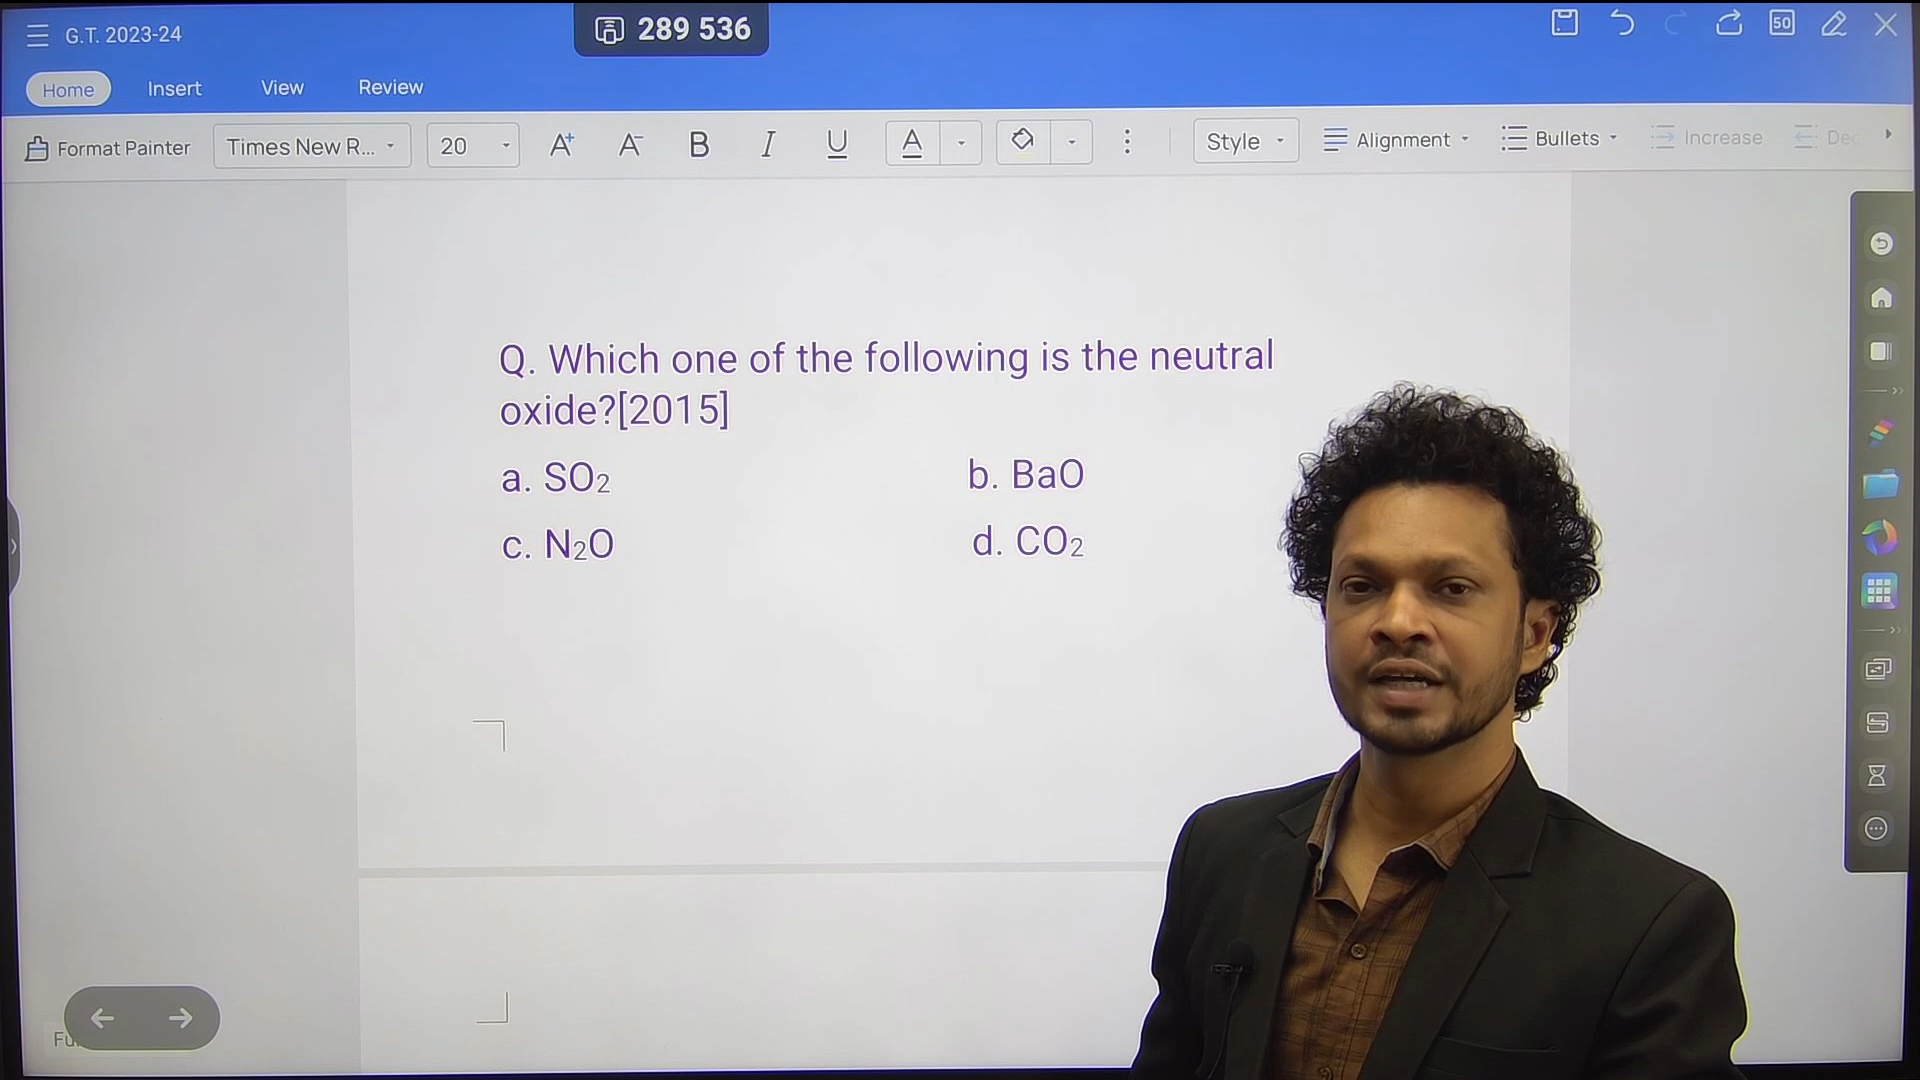 G.T. 2023-24
289 536
50
Home
Insert
View
Review
Format Painter
Times New R...
20
A+
A-
B
I
U
A
Style
Alignment
Bullets
Increase
Q. Which one of the following is the neutral
oxide?[2015]
a. SO₂
b. BaO
c. N₂O
d. CO₂